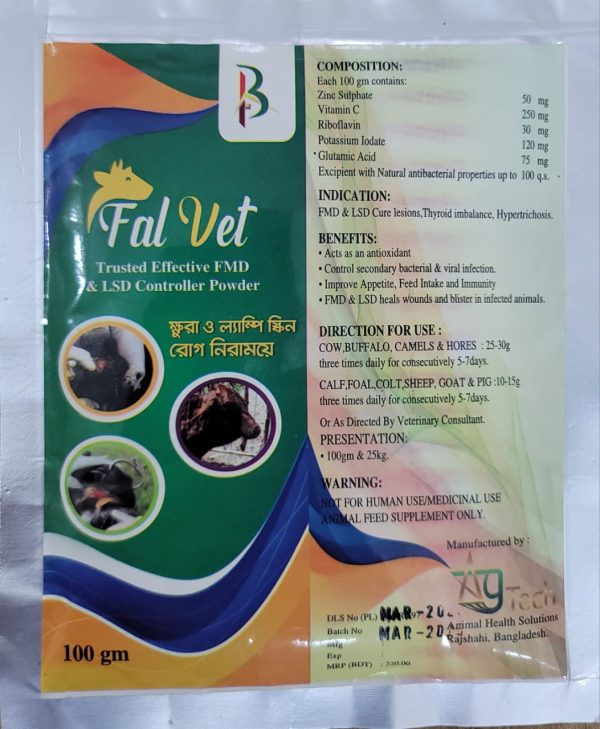 B
Fal Vet
Trusted Effective FMD
& LSD Controller Powder
ক্ষুরা ও ল্যাম্পি স্কিন
রোগ নিরাময়ে
100 gm
COMPOSITION:
Each 100 gm contains:
Zinc Sulphate 50 mg
Vitamin C 250 mg
Riboflavin 30 mg
Potassium Iodate 120 mg
Glutamic Acid 75 mg
Excipient with Natural antibacterial properties up to 100 q.s.
INDICATION:
FMD & LSD Cure lesions,Thyroid imbalance, Hypertrichosis.
BENEFITS:
• Acts as an antioxidant
• Control secondary bacterial & viral infection.
• Improve Appetite, Feed Intake and Immunity
• FMD & LSD heals wounds and blister in infected animals.
DIRECTION FOR USE :
COW,BUFFALO, CAMELS & HORES : 25-30g
three times daily for consecutively 5-7days.
CALF,FOAL,COLT,SHEEP, GOAT & PIG :10-15g
three times daily for consecutively 5-7days.
Or As Directed By Veterinary Consultant.
PRESENTATION:
• 100gm & 25kg.
WARNING:
NOT FOR HUMAN USE/MEDICINAL USE
ANIMAL FEED SUPPLEMENT ONLY.
Manufactured by :
Ag Tech
Animal Health Solutions
Rajshahi, Bangladesh.
DLS No (PL)
Batch No
Mfg :
Exp :
MRP (BDT) : 220.00
MAR-
MAR-